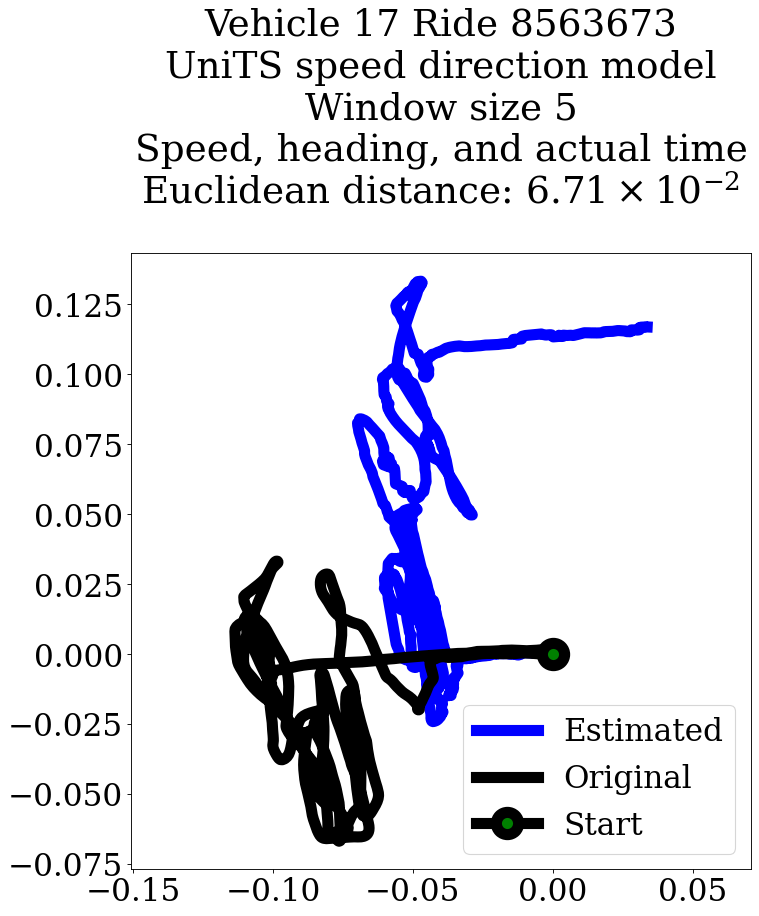 Vehicle 17 Ride 8563673
UniTS speed direction model
Window size 5
Speed, heading, and actual time
Euclidean distance: 6.71 × 10⁻²
0.125
0.100
0.075
0.050
0.025
0.000
−0.025
−0.050
−0.075
Estimated
Original
Start
−0.15
−0.10
−0.05
0.00
0.05